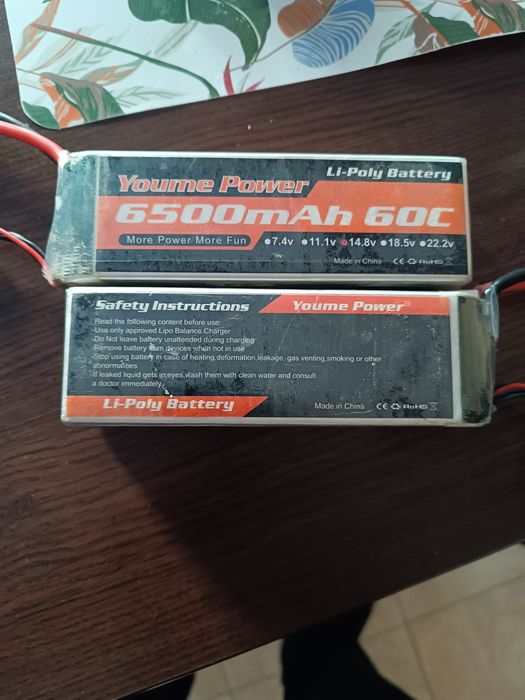 Li-Poly Battery
Youme Power
6500mAh 60C
More Power More Fun 7.4v 11.1v 14.8v 18.5v 22.2v
Made in China CE RoHS
Safety Instructions Youme Power®
Read the following content before use:
-Use only approved Lipo Balance Charger
-Do Not leave battery unattended during charging
-Remove battery from devices when not in use
-Stop using battery in case of heating,deformation,leakage, gas venting,smoking or other
abnormalities
-If leaked liquid gets in eyes,wash them with clean water and consult
a doctor immediately.
Li-Poly Battery Made in China CE RoHS